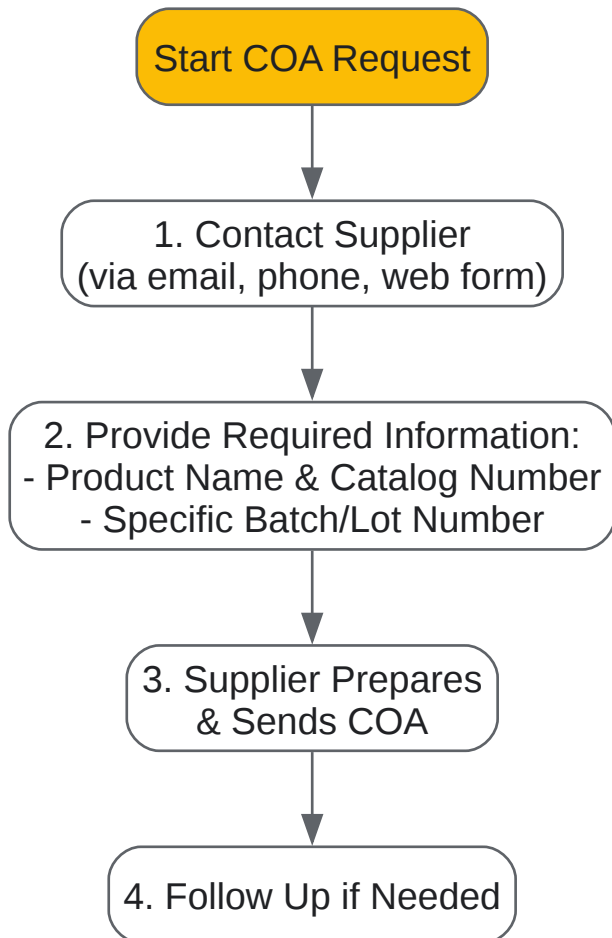 Start COA Request
1. Contact Supplier
(via email, phone, web form)
2. Provide Required Information:
- Product Name & Catalog Number
- Specific Batch/Lot Number
3. Supplier Prepares
& Sends COA
4. Follow Up if Needed